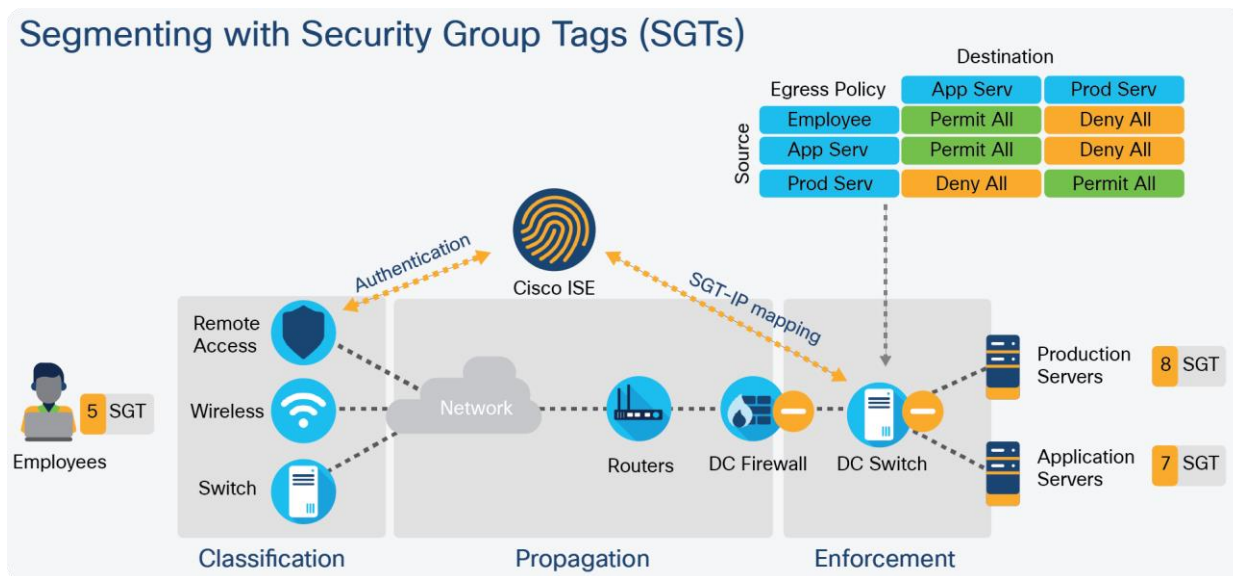 Segmenting with Security Group Tags (SGTs)
Destination
Egress Policy App Serv Prod Serv
Source
Employee Permit All Deny All
App Serv Permit All Deny All
Prod Serv Deny All Permit All
Authentication
Cisco ISE
SGT-IP mapping
Remote
Access
Wireless
Switch
5 SGT
Employees
Network
Routers
DC Firewall
DC Switch
Production
Servers
8 SGT
Application
Servers
7 SGT
Classification
Propagation
Enforcement